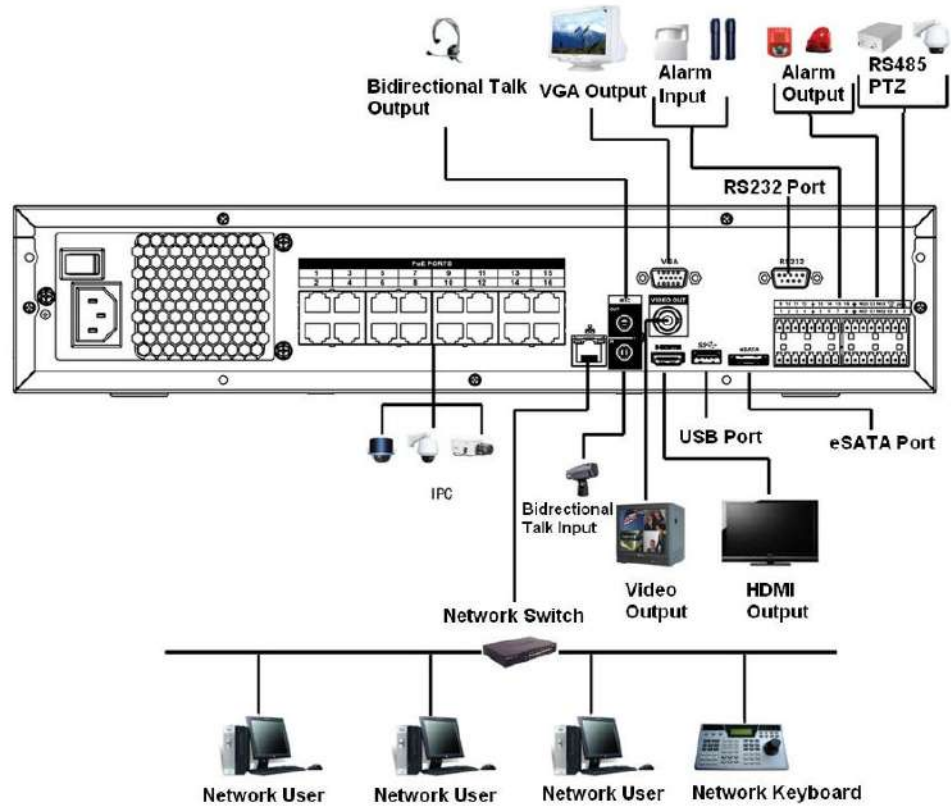 Bidirectional Talk
Output
VGA Output
Alarm
Input
Alarm
Output
RS485
PTZ
RS232 Port
PoE PORTS
1 3 5 7 9 11 13 15
2 4 6 8 10 12 14 16
VGA
RS232
MIC
OUT
VIDEO OUT
HDMI
eSATA
USB Port
eSATA Port
IPC
Bidrectional
Talk Input
Video
Output
HDMI
Output
Network Switch
Network User
Network User
Network User
Network Keyboard